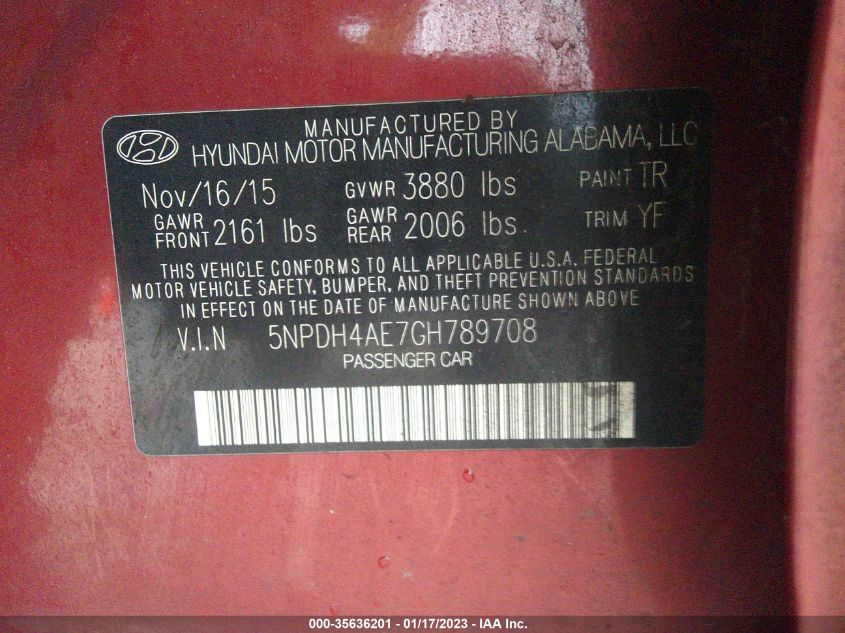 MANUFACTURED BY
HYUNDAI MOTOR MANUFACTURING ALABAMA, LLC
Nov/16/15 GVWR 3880 lbs PAINT TR
GAWR FRONT 2161 lbs GAWR REAR 2006 lbs. TRIM YF
THIS VEHICLE CONFORMS TO ALL APPLICABLE U.S.A. FEDERAL
MOTOR VEHICLE SAFETY, BUMPER, AND THEFT PREVENTION STANDARDS
IN EFFECT ON THE DATE OF MANUFACTURE SHOWN ABOVE
V.I.N 5NPDH4AE7GH789708
PASSENGER CAR
000-35636201 - 01/17/2023 - IAA Inc.